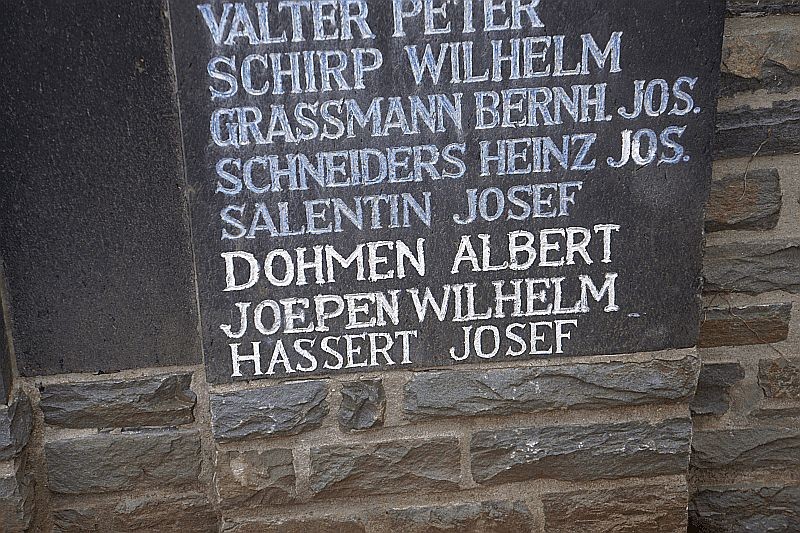 VALTER PETER
SCHIRP WILHELM
GRASSMANN BERNH. JOS.
SCHNEIDERS HEINZ JOS.
SALENTIN JOSEF
DOHMEN ALBERT
JOEPEN WILHELM
HASSERT JOSEF